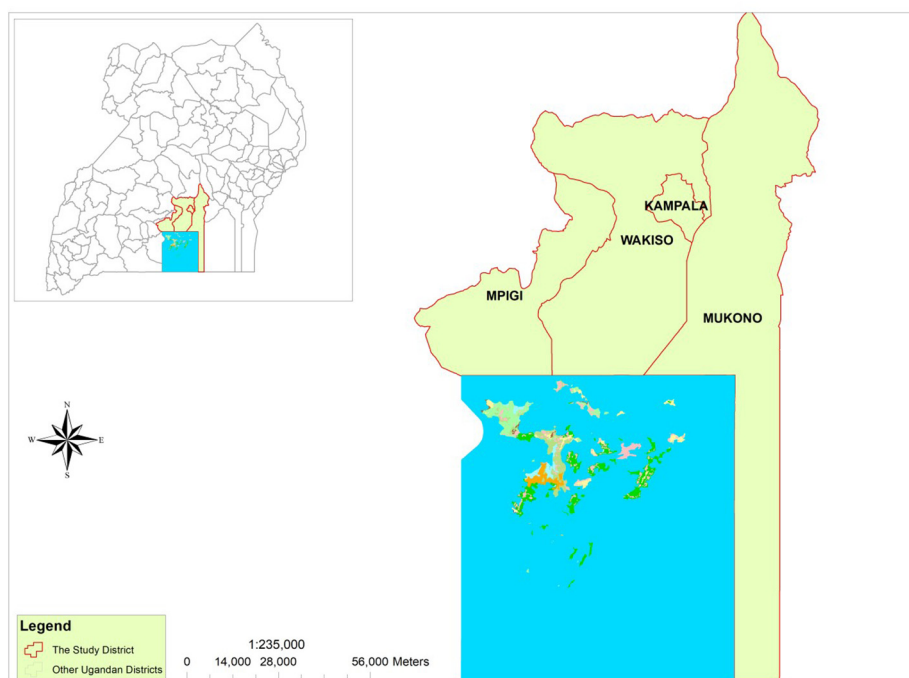 KAMPALA
WAKISO
MPIGI
MUKONO
N
W E
S
Legend
The Study District
Other Ugandan Districts
1:235,000
0 14,000 28,000 56,000 Meters